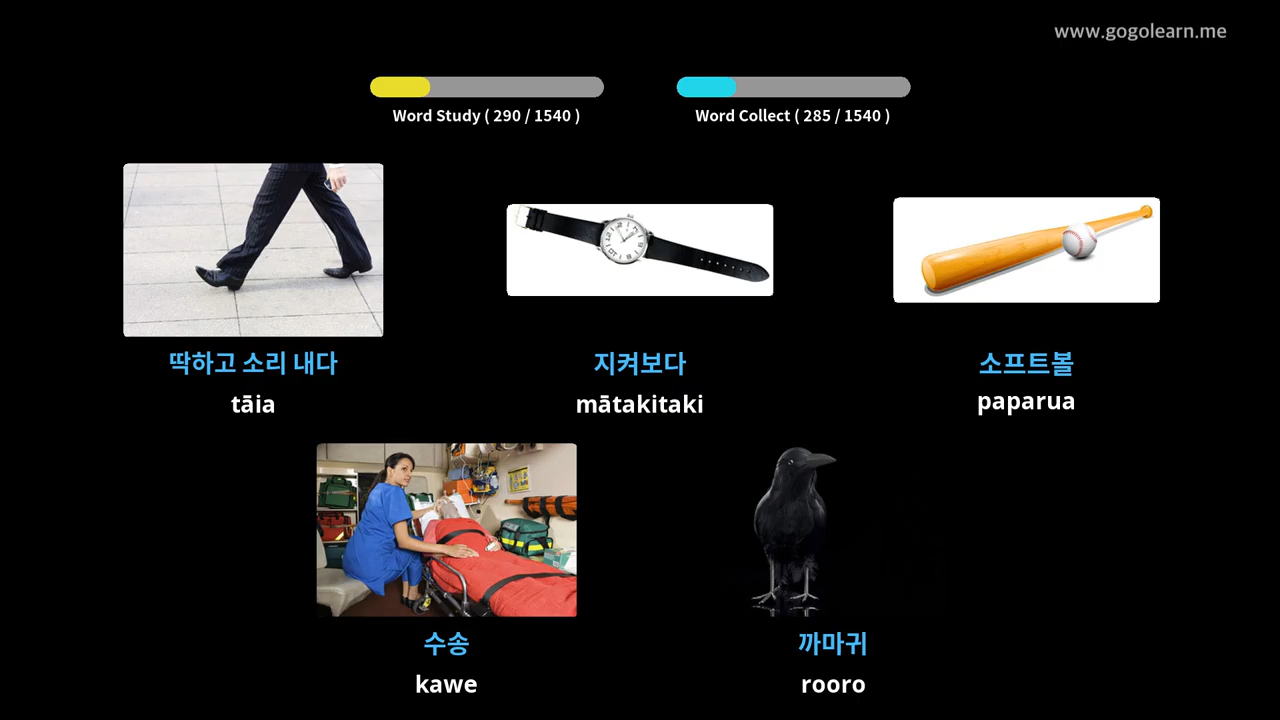 www.gogolearn.me
Word Study ( 290 / 1540 )
Word Collect ( 285 / 1540 )
딱하고 소리 내다
tāia
지켜보다
mātakitaki
소프트볼
paparua
수송
kawe
까마귀
rooro